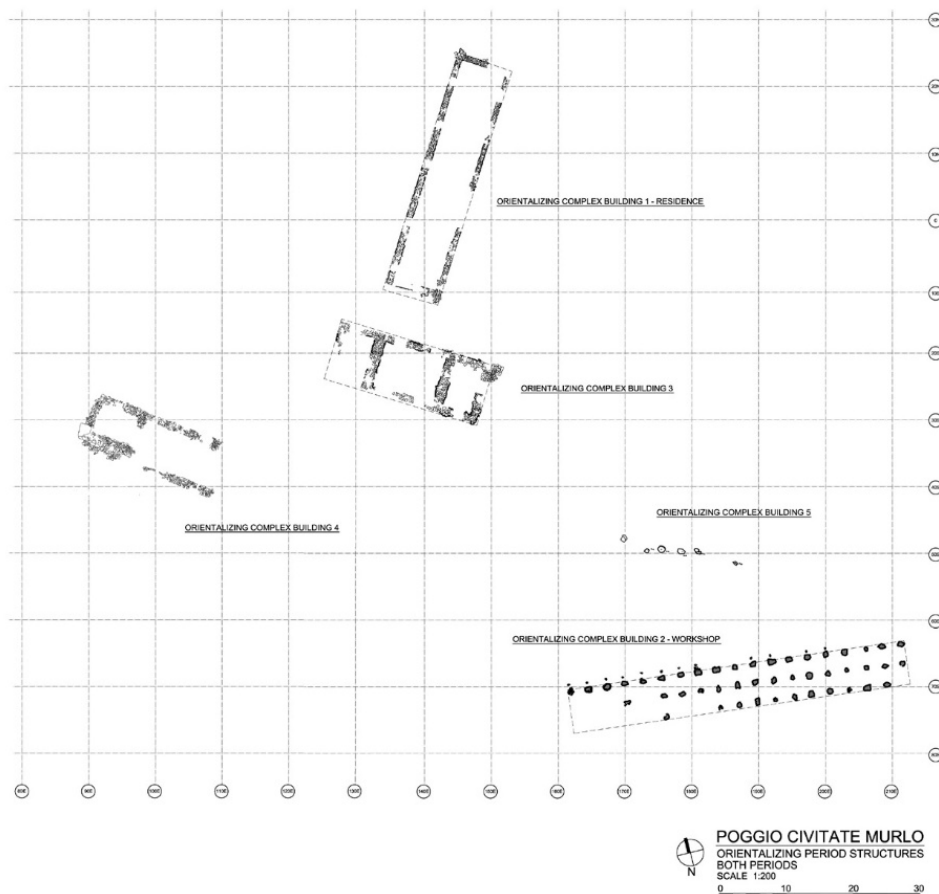 ORIENTALIZING COMPLEX BUILDING 1 - RESIDENCE
ORIENTALIZING COMPLEX BUILDING 3
ORIENTALIZING COMPLEX BUILDING 4
ORIENTALIZING COMPLEX BUILDING 5
ORIENTALIZING COMPLEX BUILDING 2 - WORKSHOP
N
POGGIO CIVITATE MURLO
ORIENTALIZING PERIOD STRUCTURES
BOTH PERIODS
SCALE 1:200
0 10 20 30